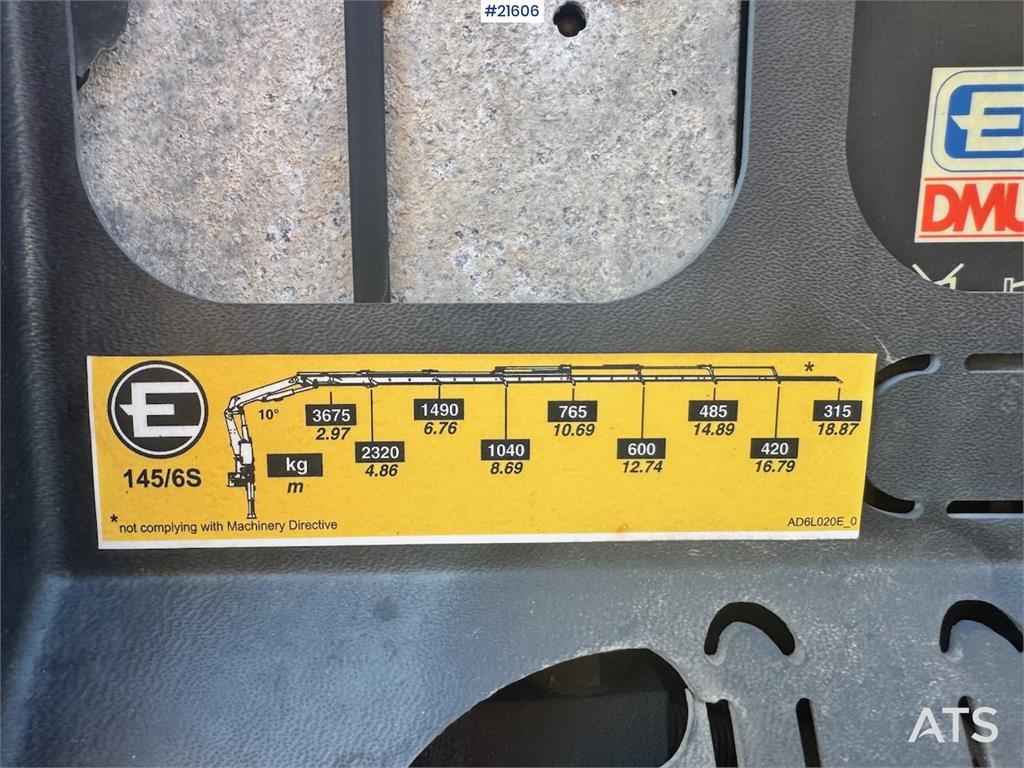 #21606
E
DMU
E
145/6S
10°
kg
m
3675
2.97
2320
4.86
1490
6.76
1040
8.69
765
10.69
600
12.74
485
14.89
420
16.79
*
315
18.87
*not complying with Machinery Directive
AD6L020E_0
ATS